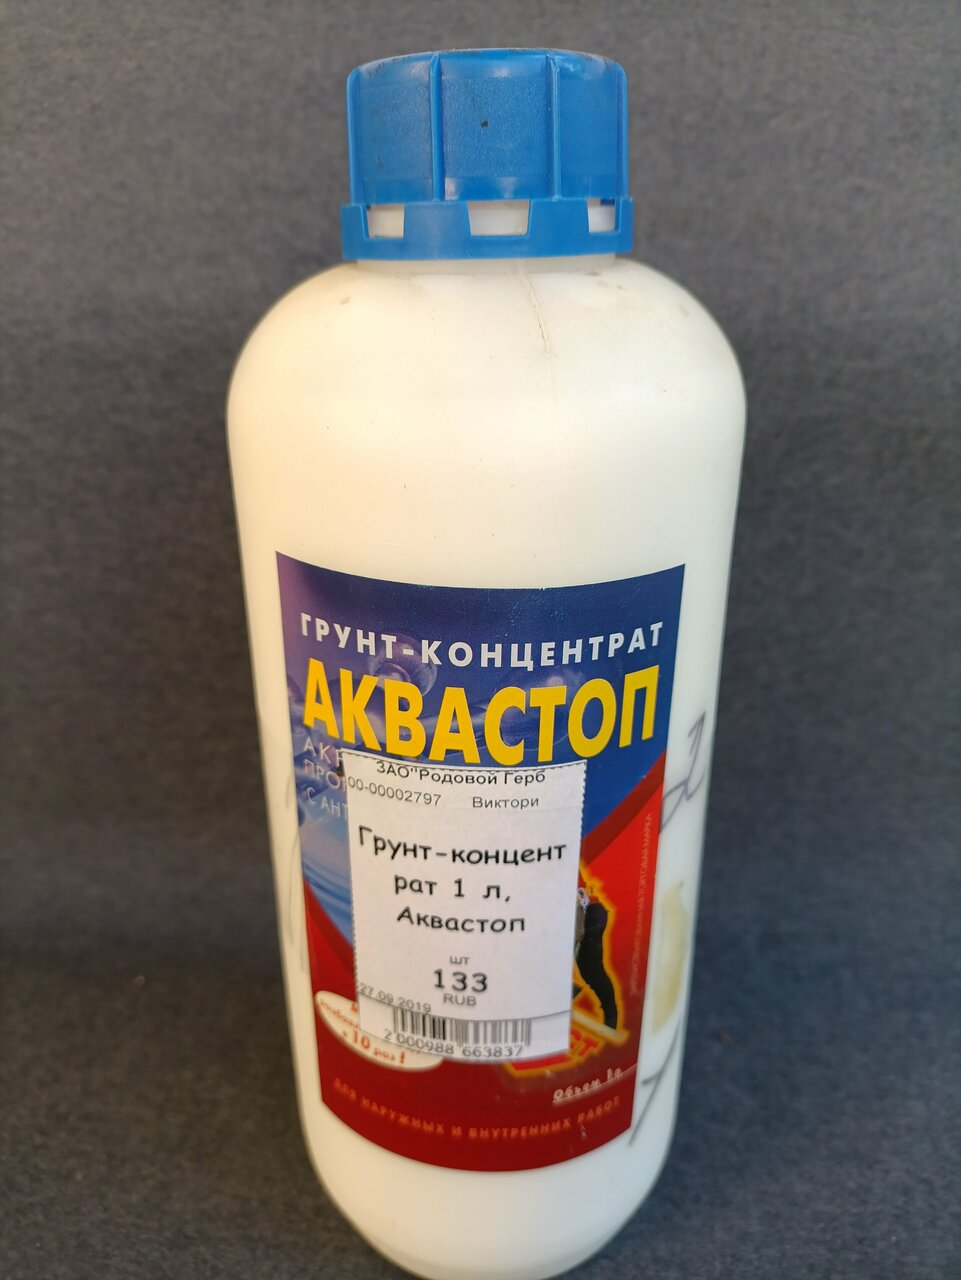 ГРУНТ-КОНЦЕНТРАТ
АКВАСТОП
ЗАО"Родовой Герб
00-00002797 Виктори
Грунт-концент
рат 1 л,
Аквастоп
шт
133
RUB
27.09.2019
2 000988 663837
в 10 раз!
Объем 1л
ДЛЯ НАРУЖНЫХ И ВНУТРЕННИХ РАБОТ